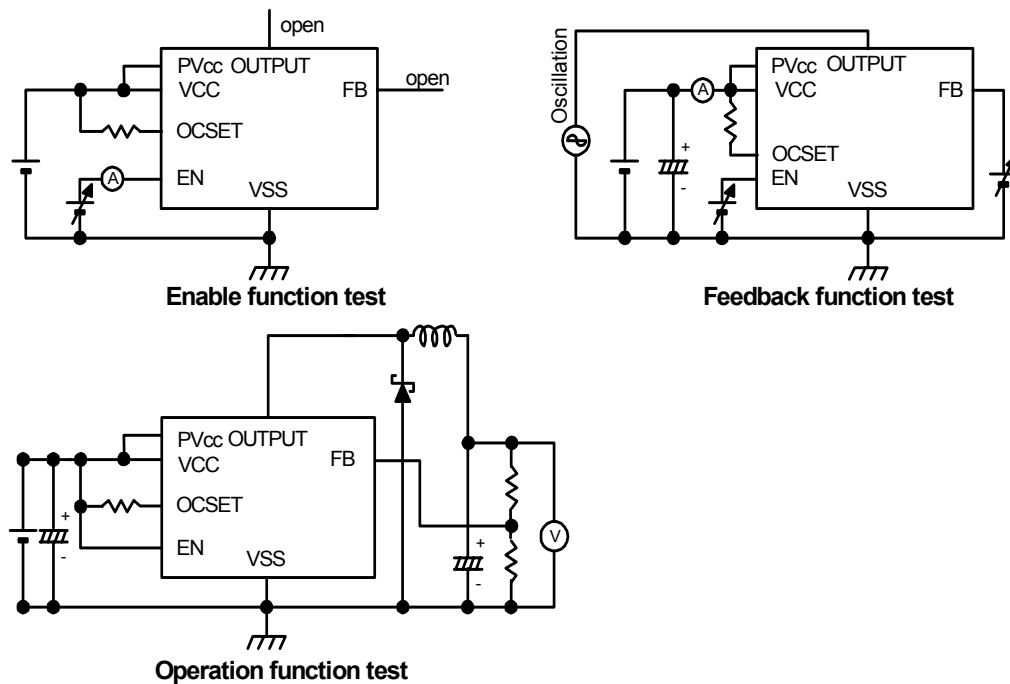 open
PVcc OUTPUT
VCC
FB
open
OCSET
A
EN
VSS
Enable function test
Oscillation
PVcc
OUTPUT
A
VCC
FB
+
-
OCSET
EN
VSS
Feedback function test
PVcc OUTPUT
VCC
FB
OCSET
+
-
EN
VSS
+
-
V
Operation function test